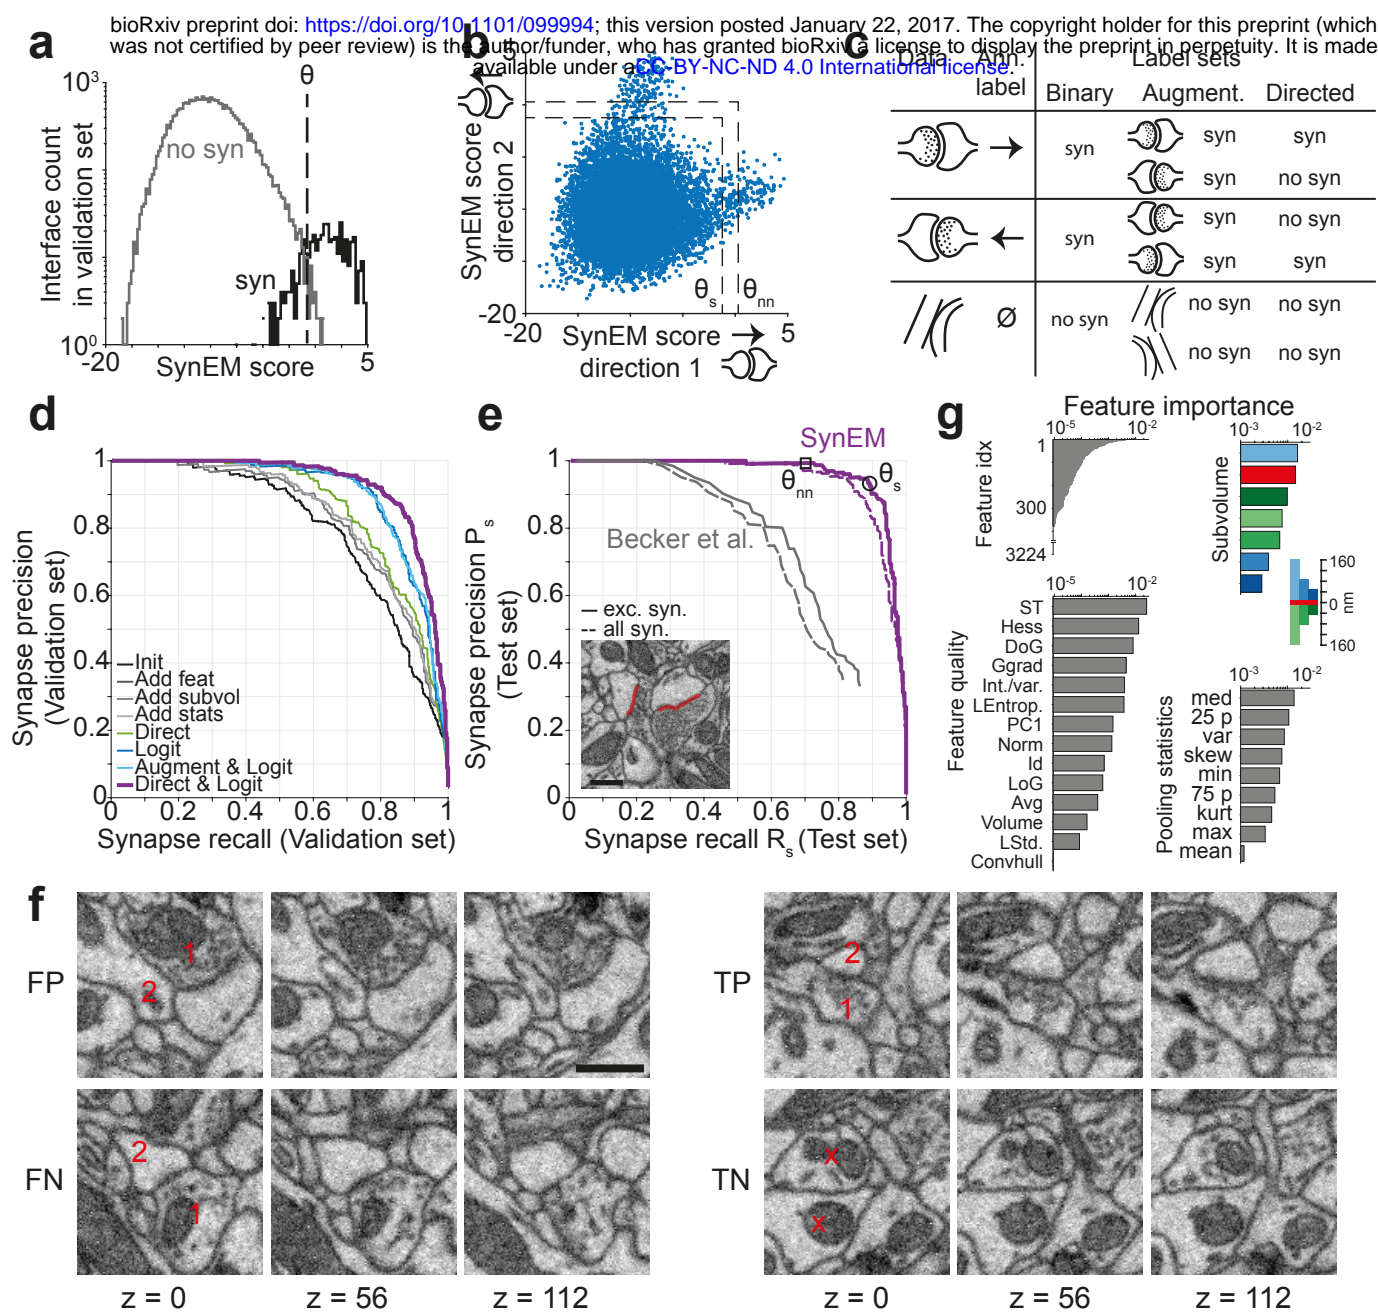 bioRxiv preprint doi: https://doi.org/10.1101/099994; this version posted January 22, 2017. The copyright holder for this preprint (which
was not certified by peer review) is the author/funder, who has granted bioRxiv a license to display the preprint in perpetuity. It is made
available under aCC-BY-NC-ND 4.0 International license.
a
10³
θ
no syn
syn
10⁰
-20
5
SynEM score
Interface count
in validation set
b
5
-20
-20
5
θs
θnn
SynEM score
direction 2
SynEM score →
direction 1
c
Data
Ann.
label
Label sets
Binary
Augment.
Directed
→
syn
syn
syn
syn
no syn
←
syn
syn
no syn
syn
syn
Ø
no syn
no syn
no syn
no syn
no syn
d
1
0.8
0.6
0.4
0.2
0
0
0.2
0.4
0.6
0.8
1
Synapse precision
(Validation set)
Init
Add feat
Add subvol
Add stats
Direct
Logit
Augment & Logit
Direct & Logit
Synapse recall (Validation set)
e
SynEM
θnn
θs
Becker et al.
exc. syn.
all syn.
1
0.8
0.6
0.4
0.2
0
0
0.2
0.4
0.6
0.8
1
Synapse precision Ps
(Test set)
Synapse recall Rs (Test set)
g
Feature importance
10⁻⁵
10⁻²
1
300
3224
Feature idx
10⁻³
10⁻²
Subvolume
160
0
160
nm
10⁻⁵
10⁻²
Feature quality
ST
Hess
DoG
Ggrad
Int./var.
LEntrop.
PC1
Norm
Id
LoG
Avg
Volume
LStd.
Convhull
10⁻³
10⁻²
Pooling statistics
med
25 p
var
skew
min
75 p
kurt
max
mean
f
FP
1
2
TP
2
1
FN
2
1
TN
x
x
z = 0
z = 56
z = 112
z = 0
z = 56
z = 112